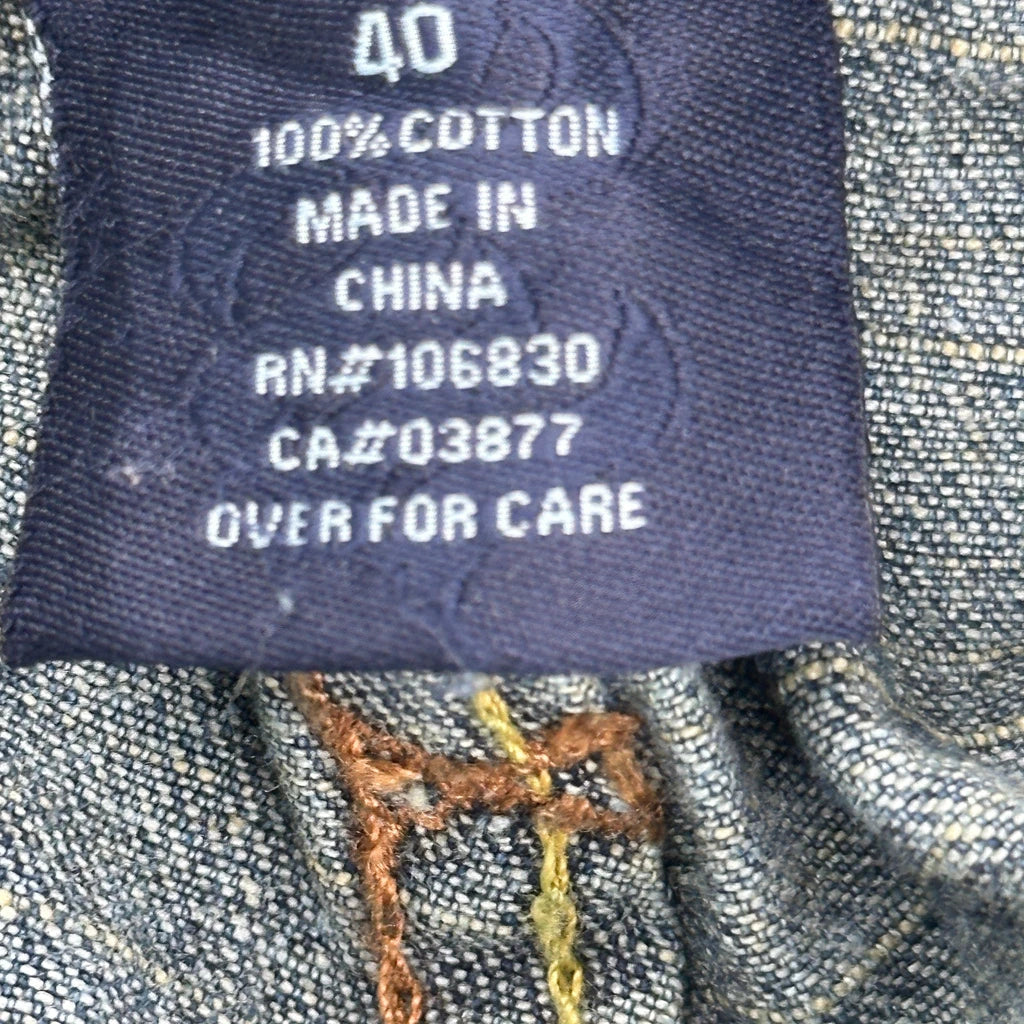 40
100% COTTON
MADE IN
CHINA
RN#106830
CA#03877
OVER FOR CARE